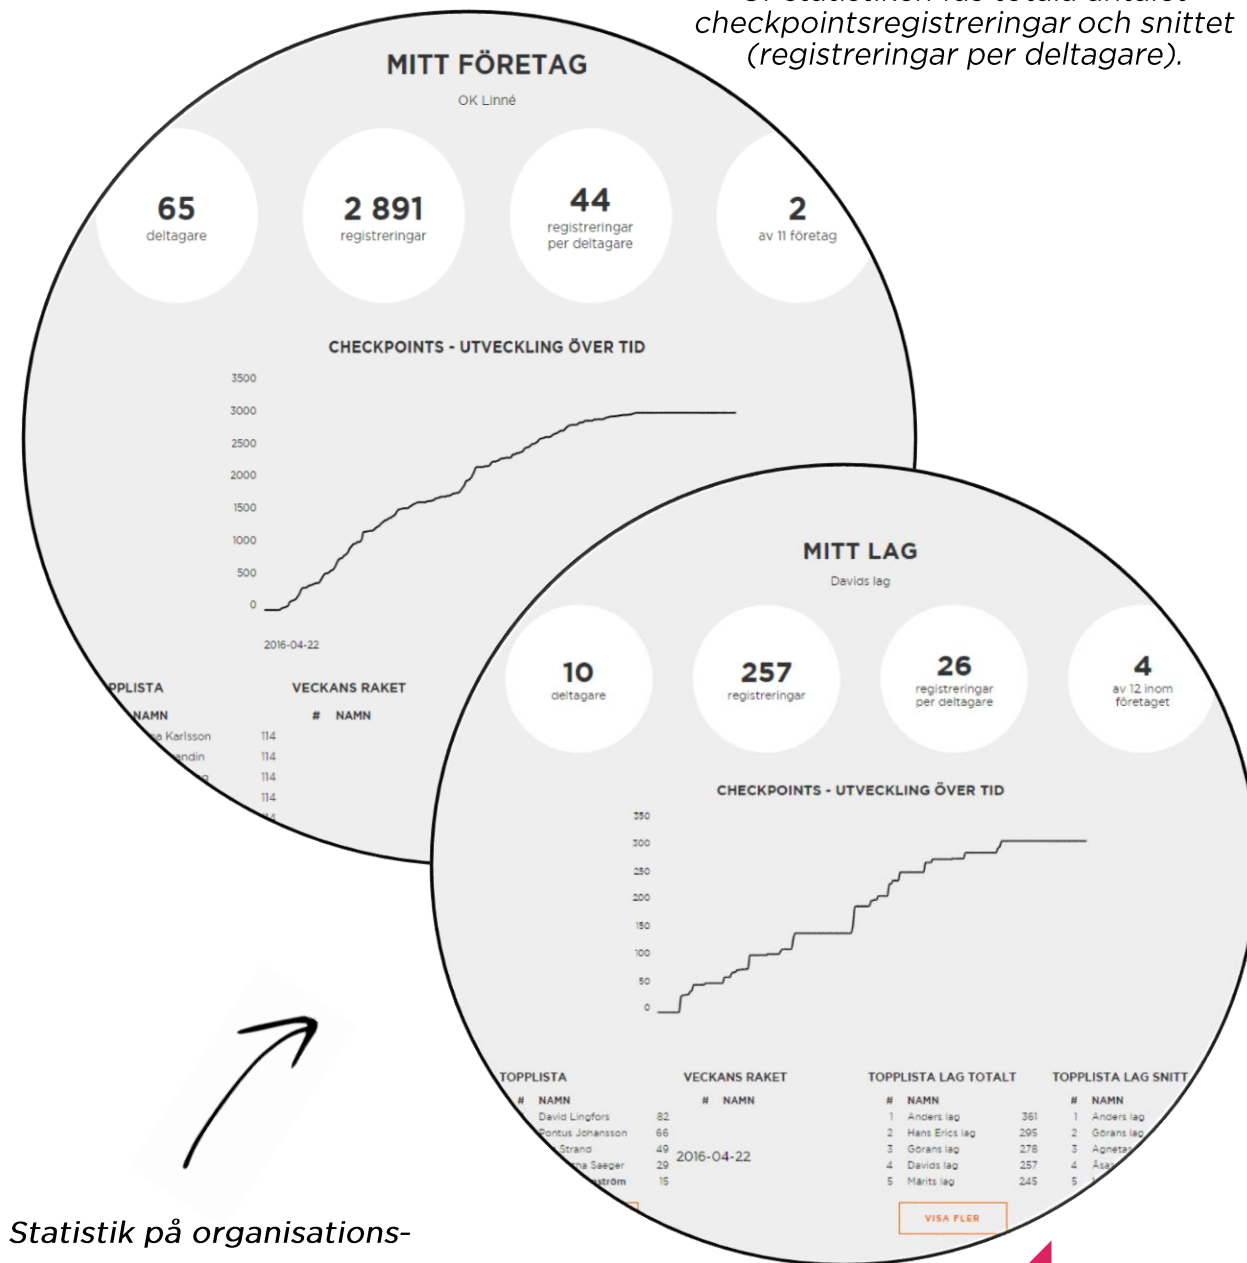 checkpointsregistreringar och snittet
(registreringar per deltagare).
MITT FÖRETAG
OK Linné
65
deltagare
2 891
registreringar
44
registreringar
per deltagare
2
av 11 företag
CHECKPOINTS - UTVECKLING ÖVER TID
3500
3000
2500
2000
1500
1000
500
0
2016-04-22
VECKANS RAKET
NAMN
# NAMN
Karlsson 114
114
114
114
MITT LAG
Davids lag
10
deltagare
257
registreringar
26
registreringar
per deltagare
4
av 12 inom
företaget
CHECKPOINTS - UTVECKLING ÖVER TID
350
300
250
200
150
100
50
0
2016-04-22
TOPPLISTA
# NAMN
David Lingfors 82
Pontus Johansson 66
Strand 49
Saeger 29
15
VECKANS RAKET
# NAMN
TOPPLISTA LAG TOTALT
# NAMN
1 Anders lag 361
2 Hans Erics lag 295
3 Görans lag 278
4 Davids lag 257
5 Märits lag 245
VISA FLER
TOPPLISTA LAG SNITT
# NAMN
1 Anders lag
2 Görans lag
3 Agnetas
4
5
Statistik på organisations-